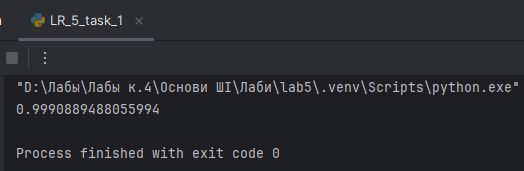 LR_5_task_1
"D:\Лабы\Лабы к.4\Основи ШІ\Лаби\lab5\.venv\Scripts\python.exe"
0.9990889488055994
Process finished with exit code 0